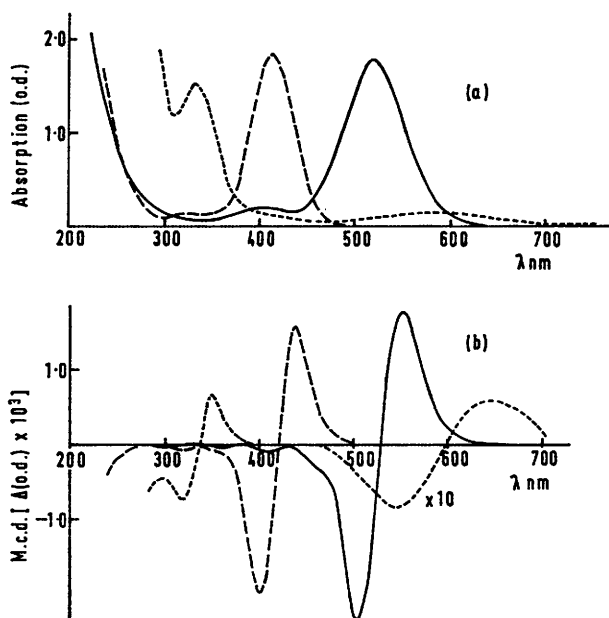 Absorption (o.d.)
2·0
1·0
(a)
200 300 400 500 600 700
λ nm
M.c.d. [ Δ(o.d.) x 10³]
1·0
-1·0
(b)
200 300 400 500 600 700
λ nm
x10